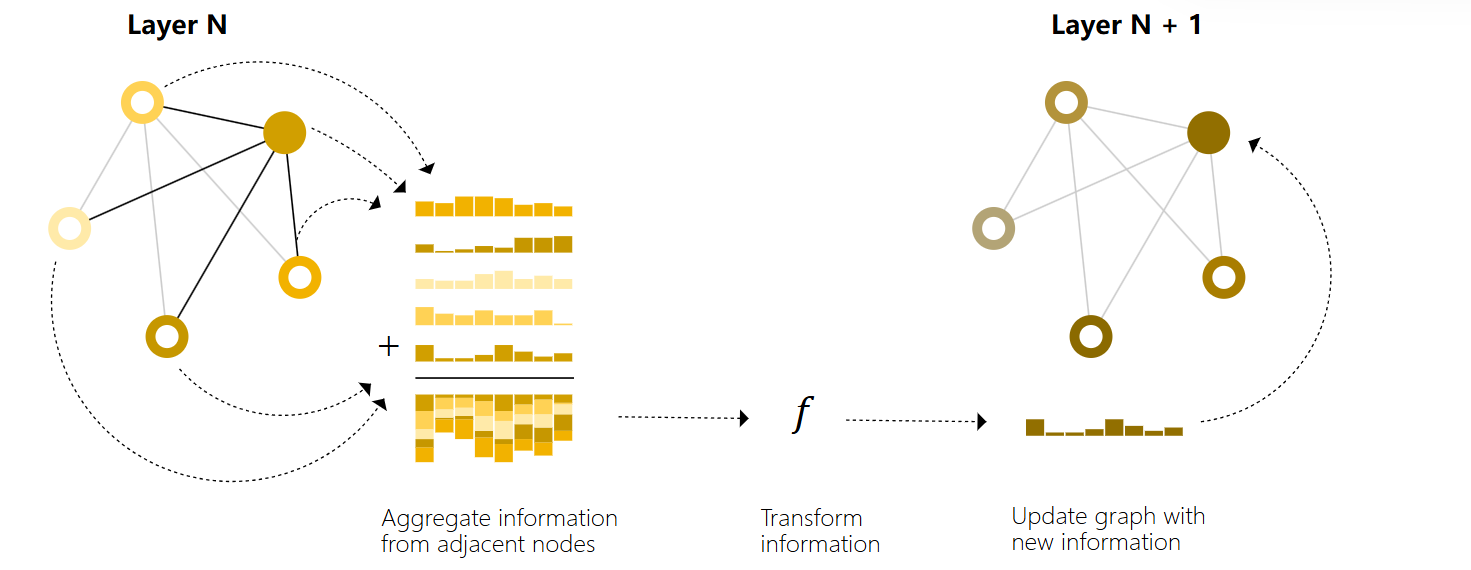 Layer N
Layer N + 1
+
f
Aggregate information
from adjacent nodes
Transform
information
Update graph with
new information